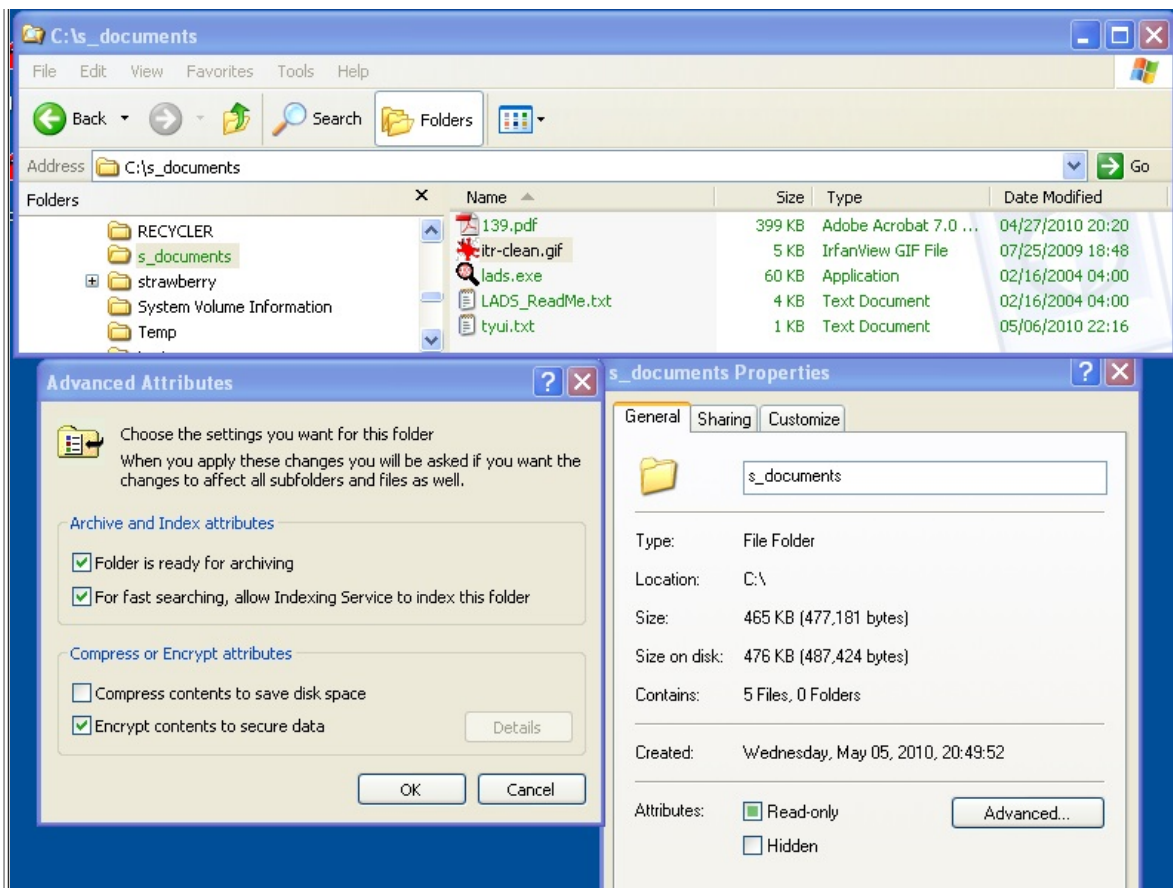 C:\s_documents
File Edit View Favorites Tools Help
Back Search Folders
Address C:\s_documents Go
Folders X Name Size Type Date Modified
RECYCLER
s_documents
strawberry
System Volume Information
Temp
139.pdf 399 KB Adobe Acrobat 7.0 ... 04/27/2010 20:20
itr-clean.gif 5 KB IrfanView GIF File 07/25/2009 18:48
lads.exe 60 KB Application 02/16/2004 04:00
LADS_ReadMe.txt 4 KB Text Document 02/16/2004 04:00
tyui.txt 1 KB Text Document 05/06/2010 22:16
Advanced Attributes
Choose the settings you want for this folder
When you apply these changes you will be asked if you want the
changes to affect all subfolders and files as well.
Archive and Index attributes
Folder is ready for archiving
For fast searching, allow Indexing Service to index this folder
Compress or Encrypt attributes
Compress contents to save disk space
Encrypt contents to secure data
Details
OK Cancel
s_documents Properties
General Sharing Customize
s_documents
Type: File Folder
Location: C:\
Size: 465 KB (477,181 bytes)
Size on disk: 476 KB (487,424 bytes)
Contains: 5 Files, 0 Folders
Created: Wednesday, May 05, 2010, 20:49:52
Attributes: Read-only Advanced...
Hidden